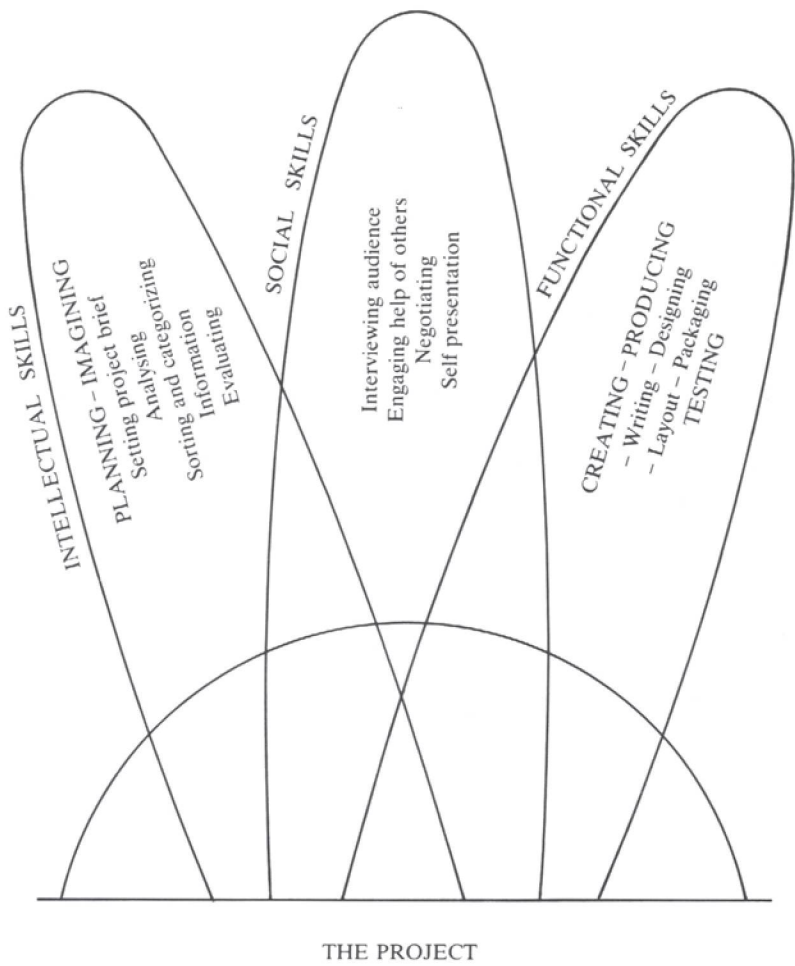 INTELLECTUAL SKILLS
PLANNING – IMAGINING
Setting project brief
Analysing
Sorting and categorizing
Information
Evaluating
SOCIAL SKILLS
Interviewing audience
Engaging help of others
Negotiating
Self presentation
FUNCTIONAL SKILLS
CREATING – PRODUCING
– Writing – Designing
– Layout – Packaging
TESTING
THE PROJECT